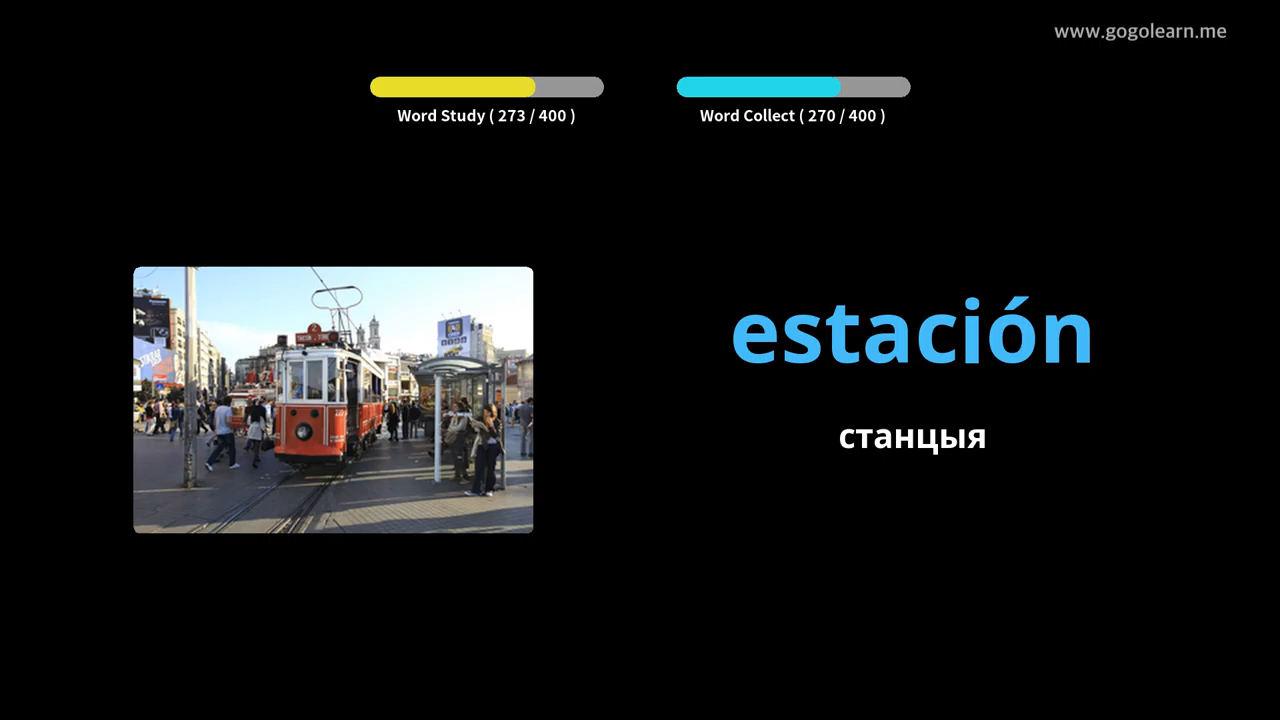 www.gogolearn.me
Word Study ( 273 / 400 )
Word Collect ( 270 / 400 )
estación
станцыя